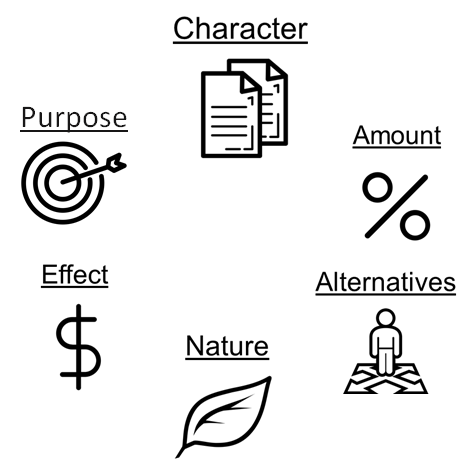 Character
Purpose
Amount
Effect
Alternatives
Nature